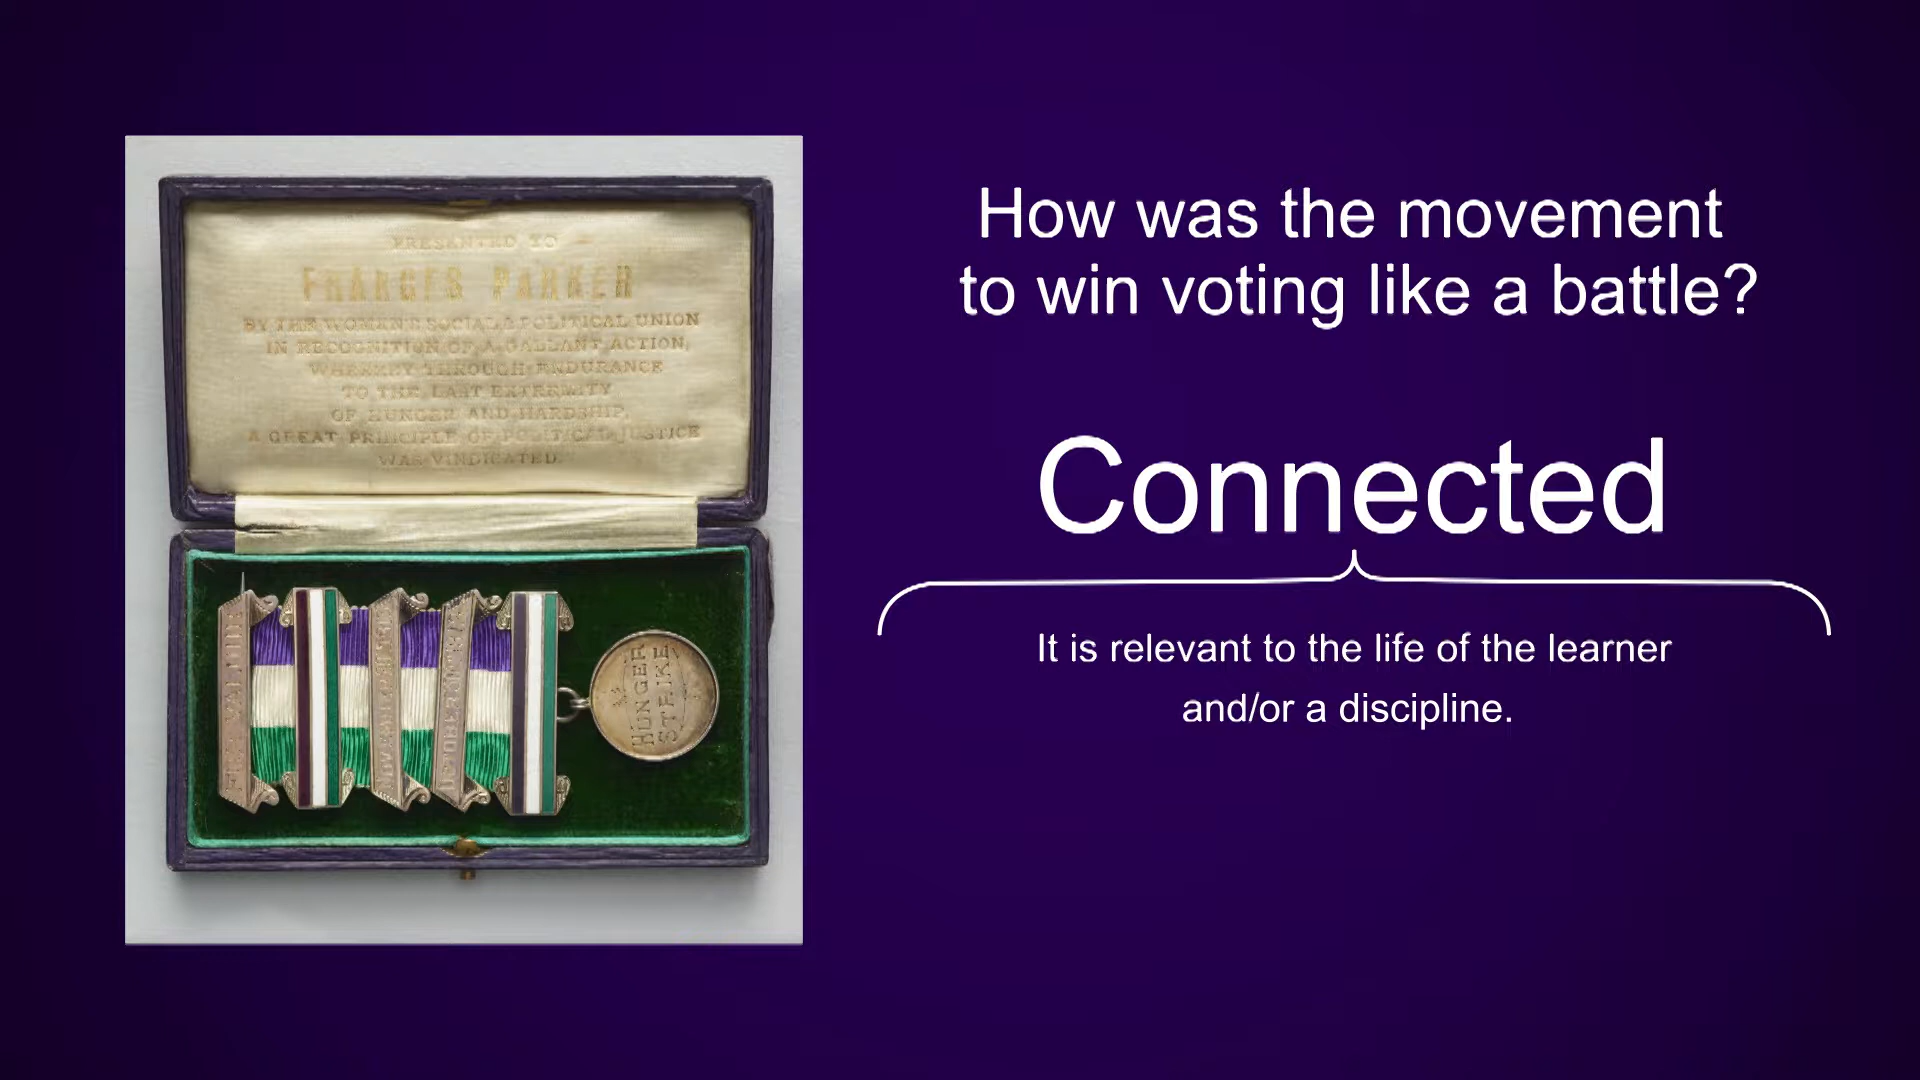 PRESENTED TO
FRANCES PARKER
BY THE WOMEN'S SOCIAL & POLITICAL UNION
IN RECOGNITION OF A GALLANT ACTION,
WHEREBY THROUGH ENDURANCE
TO THE LAST EXTREMITY
OF HUNGER AND HARDSHIP,
A GREAT PRINCIPLE OF POLITICAL JUSTICE
WAS VINDICATED.
HUNGER
STRIKE
How was the movement
to win voting like a battle?
Connected
It is relevant to the life of the learner
and/or a discipline.